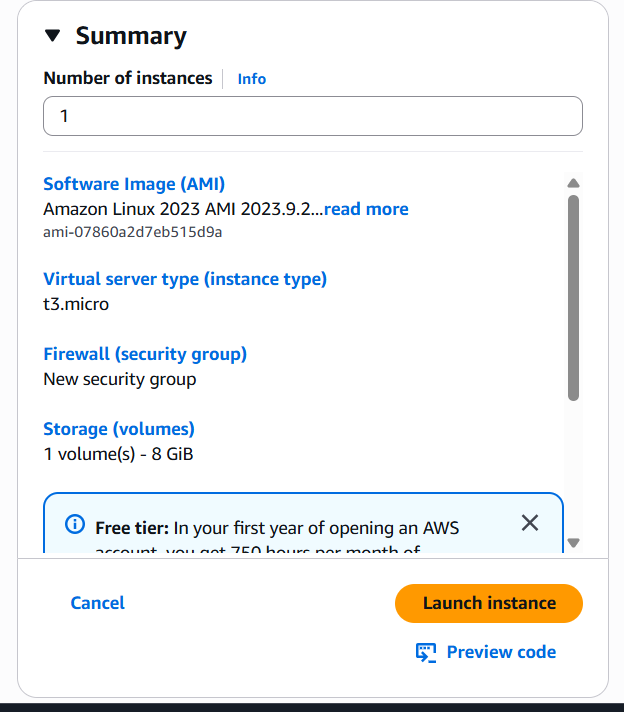 Summary
Number of instances Info
1
Software Image (AMI)
Amazon Linux 2023 AMI 2023.9.2...read more
ami-07860a2d7eb515d9a
Virtual server type (instance type)
t3.micro
Firewall (security group)
New security group
Storage (volumes)
1 volume(s) - 8 GiB
Free tier: In your first year of opening an AWS
account, you get 750 hours per month of
Cancel
Launch instance
Preview code